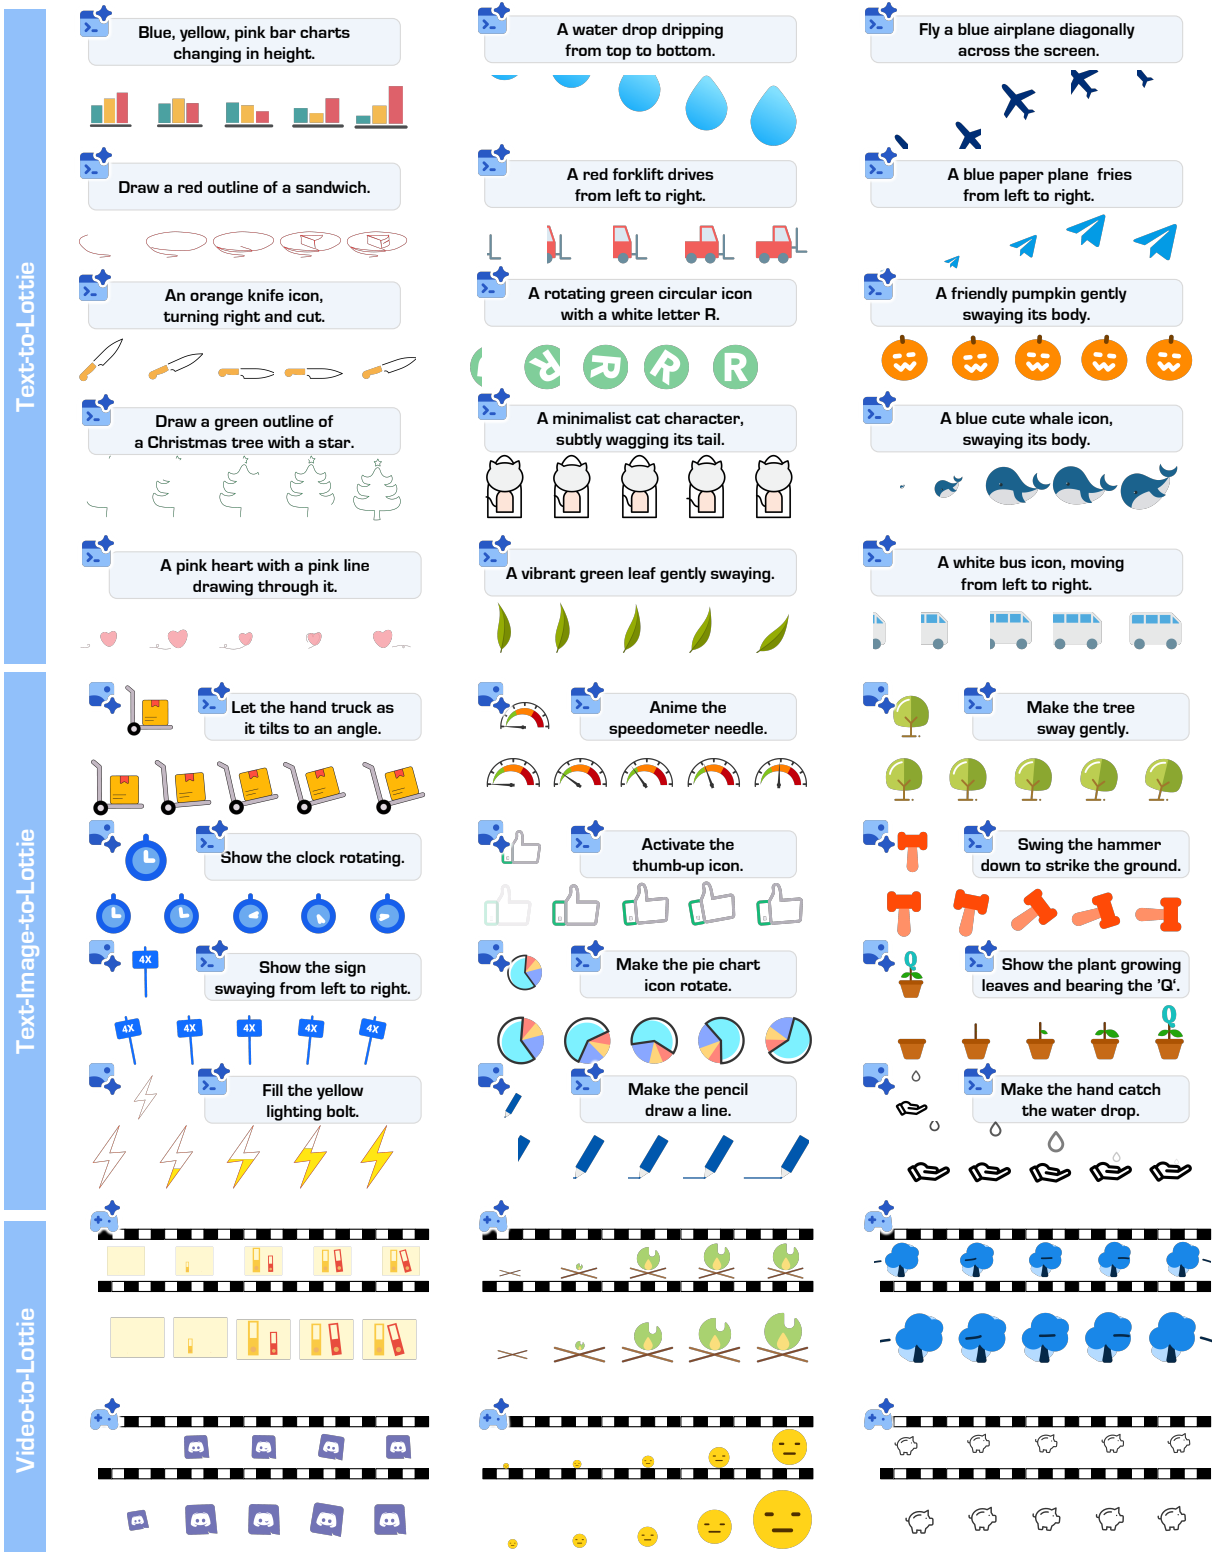 Text-to-Lottie
Blue, yellow, pink bar charts
changing in height.
A water drop dripping
from top to bottom.
Fly a blue airplane diagonally
across the screen.
Draw a red outline of a sandwich.
A red forklift drives
from left to right.
A blue paper plane fries
from left to right.
An orange knife icon,
turning right and cut.
A rotating green circular icon
with a white letter R.
A friendly pumpkin gently
swaying its body.
R R R R
Draw a green outline of
a Christmas tree with a star.
A minimalist cat character,
subtly wagging its tail.
A blue cute whale icon,
swaying its body.
A pink heart with a pink line
drawing through it.
A vibrant green leaf gently swaying.
A white bus icon, moving
from left to right.
Text-Image-to-Lottie
Let the hand truck as
it tilts to an angle.
Anime the
speedometer needle.
Make the tree
sway gently.
Show the clock rotating.
Activate the
thumb-up icon.
Swing the hammer
down to strike the ground.
4X
Show the sign
swaying from left to right.
Make the pie chart
icon rotate.
Q
Show the plant growing
leaves and bearing the 'Q'.
4X 4X 4X 4X 4X
Q
Fill the yellow
lighting bolt.
Make the pencil
draw a line.
Make the hand catch
the water drop.
Video-to-Lottie